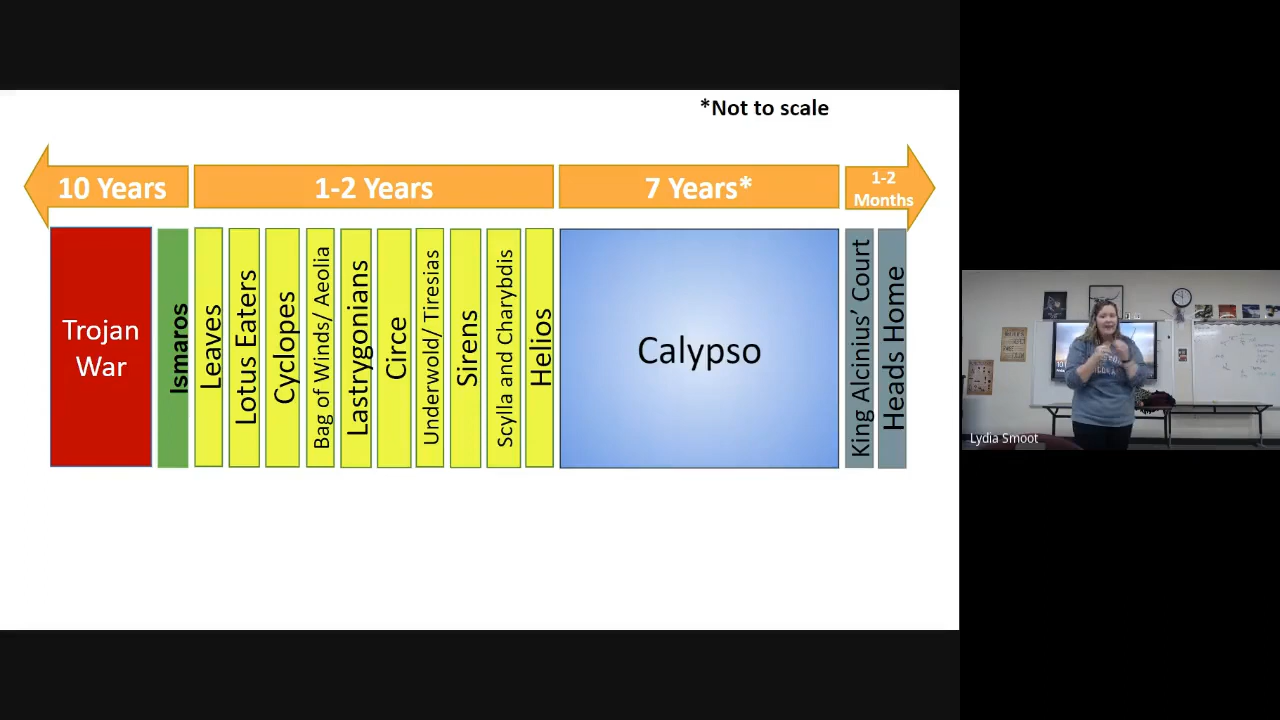 *Not to scale
10 Years
1-2 Years
7 Years*
1-2
Months
Trojan
War
Ismaros
Leaves
Lotus Eaters
Cyclopes
Bag of Winds/ Aeolia
Lastrygonians
Circe
Underwold/ Tiresias
Sirens
Scylla and Charybdis
Helios
Calypso
King Alcinius’ Court
Heads Home
Lydia Smoot